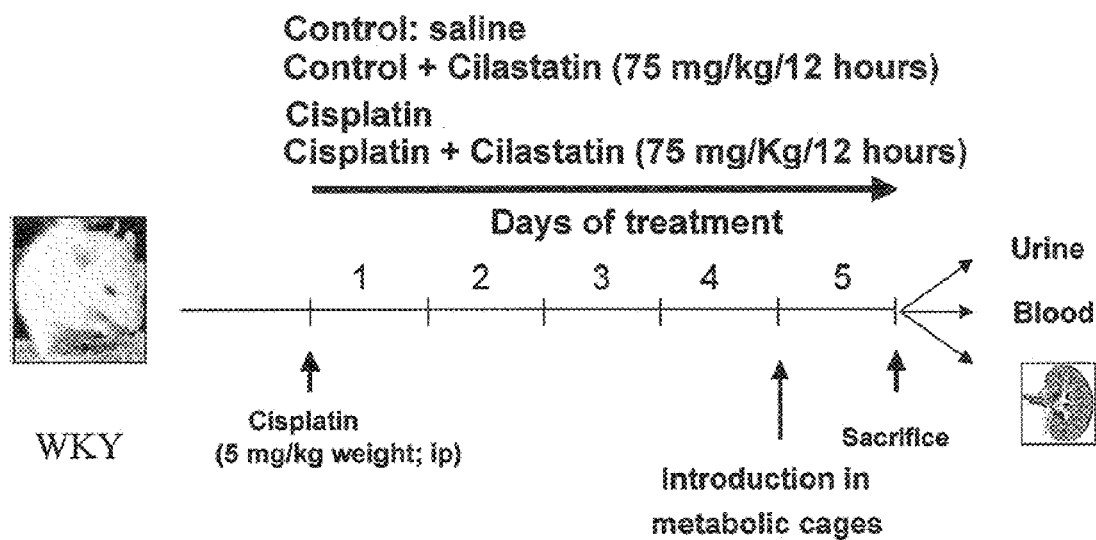 Control: saline
Control + Cilastatin (75 mg/kg/12 hours)
Cisplatin
Cisplatin + Cilastatin (75 mg/Kg/12 hours)
Days of treatment
1 2 3 4 5
Urine
Blood
WKY
Cisplatin
(5 mg/kg weight; ip)
Sacrifice
Introduction in
metabolic cages